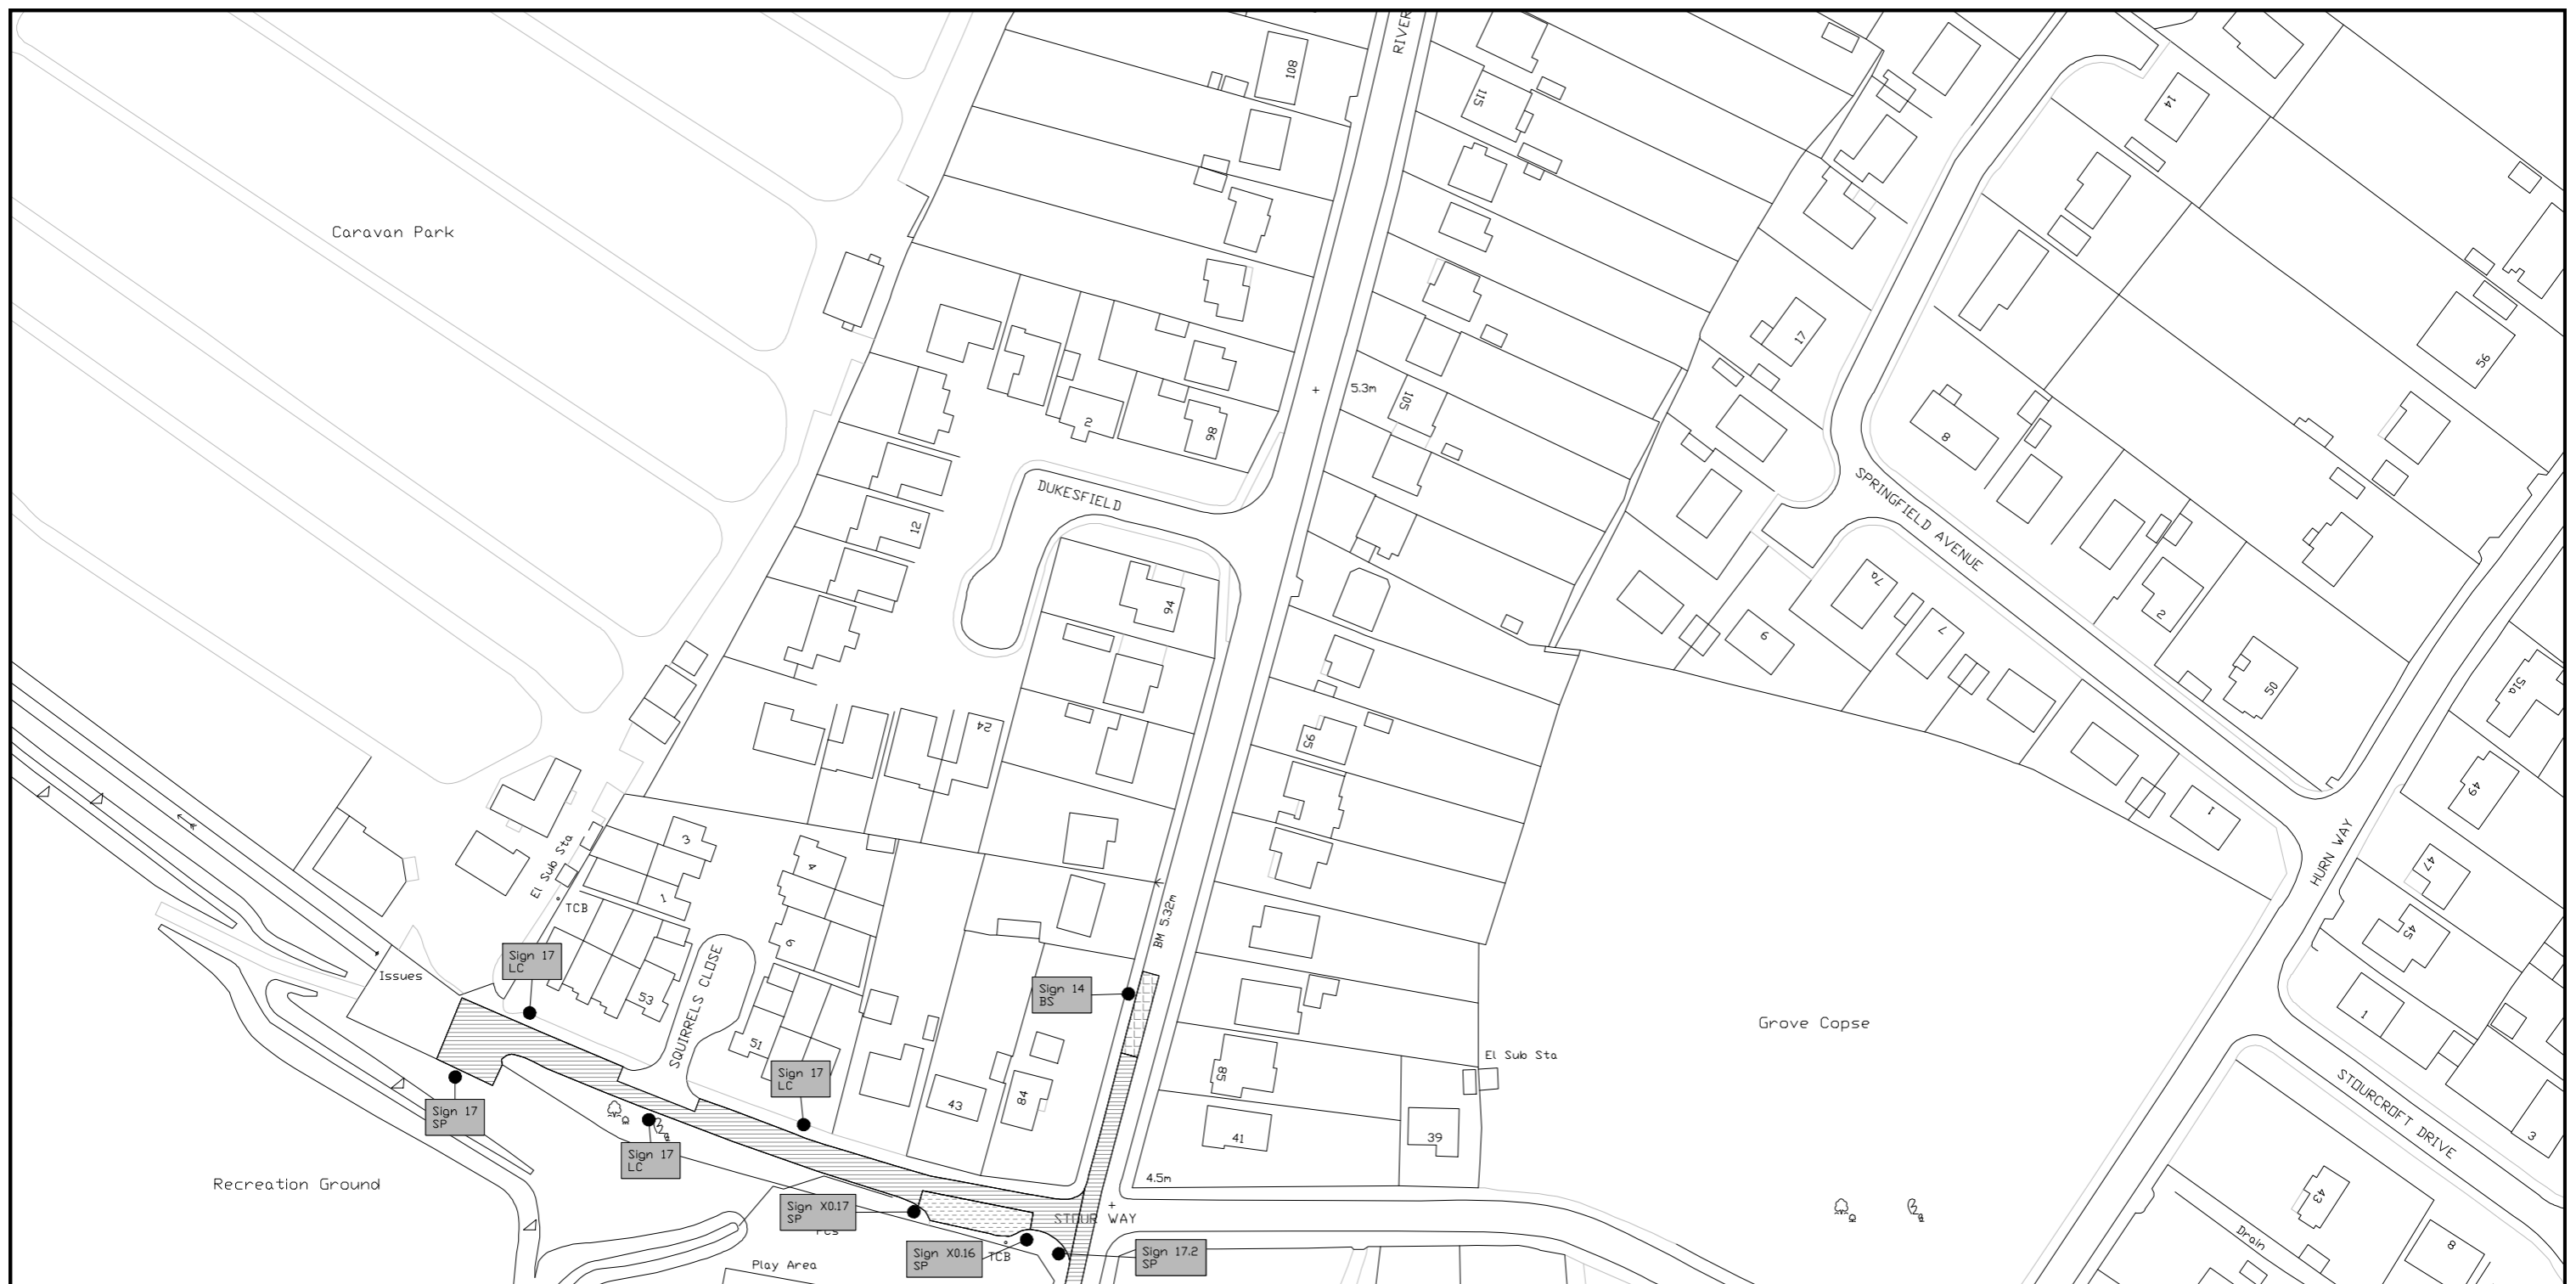 RIVER
108
115
14
Caravan Park
17
56
5.3m
105
2
98
8
DUKESFIELD
SPRINGFIELD AVENUE
12
7a
94
7
2
6
50
51a
24
95
49
1
3
4
El Sub Sta
1
TCB
HURN WAY
47
BM 5.32m
45
6
Sign 17
LC
Issues
SQUIRRELS CLOSE
53
Sign 14
BS
1
Grove Copse
51
El Sub Sta
85
Sign 17
LC
STOURCROFT DRIVE
43
84
Sign 17
SP
41
39
3
Sign 17
LC
4.5m
Recreation Ground
43
Sign X0.17
SP
STOUR WAY
PCs
Drain
8
Sign X0.16
SP
TCB
Sign 17.2
SP
Play Area